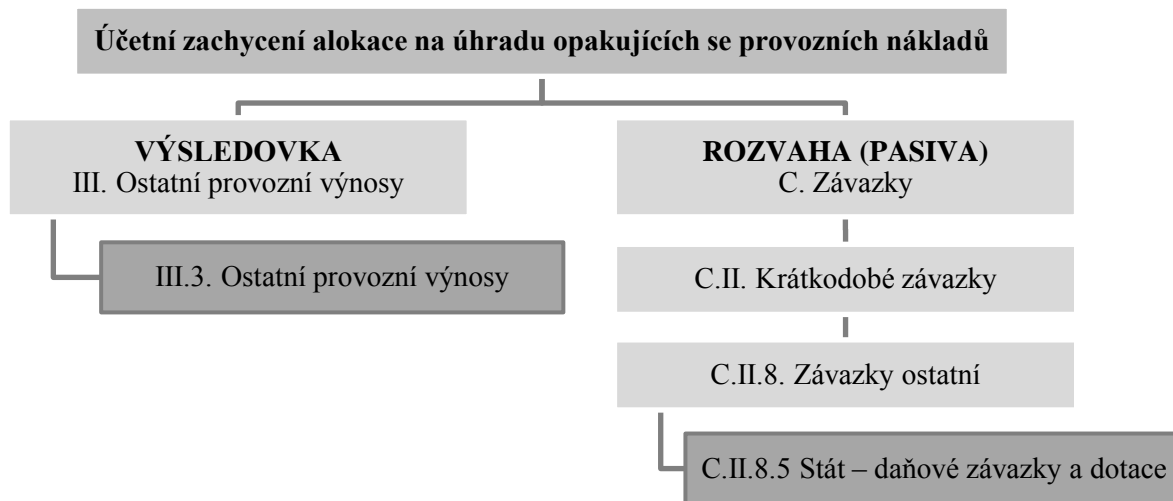 Účetní zachycení alokace na úhradu opakujících se provozních nákladů
VÝSLEDOVKA
III. Ostatní provozní výnosy
III.3. Ostatní provozní výnosy
ROZVAHA (PASIVA)
C. Závazky
C.II. Krátkodobé závazky
C.II.8. Závazky ostatní
C.II.8.5 Stát – daňové závazky a dotace